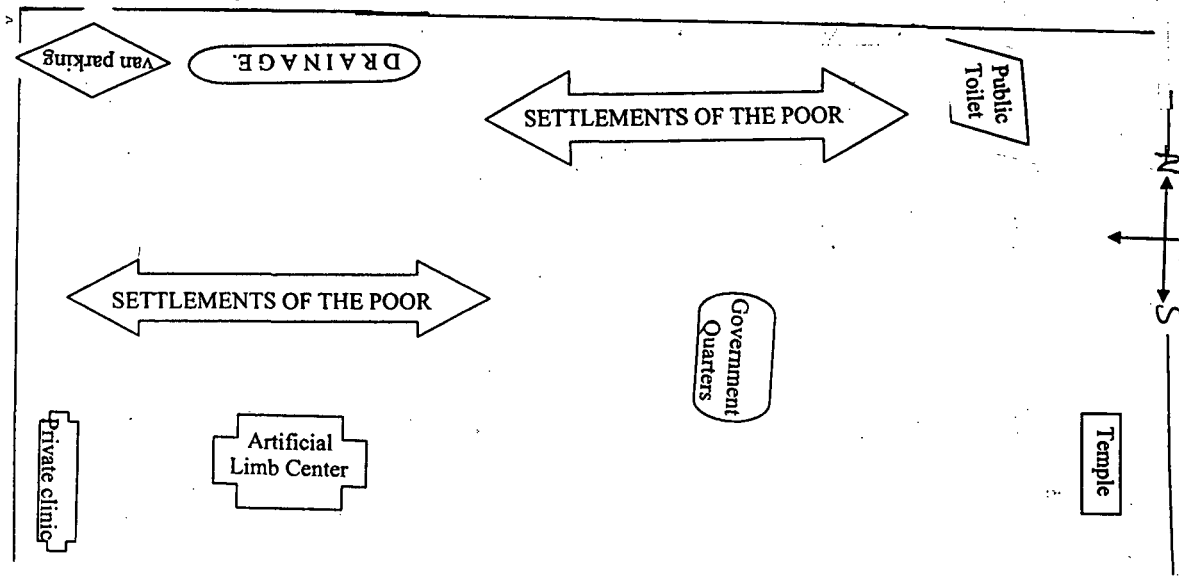 van parking
DRAINAGE.
SETTLEMENTS OF THE POOR
Public
Toilet
N
S
SETTLEMENTS OF THE POOR
Government
Quarters
Private clinic
Artificial
Limb Center
Temple